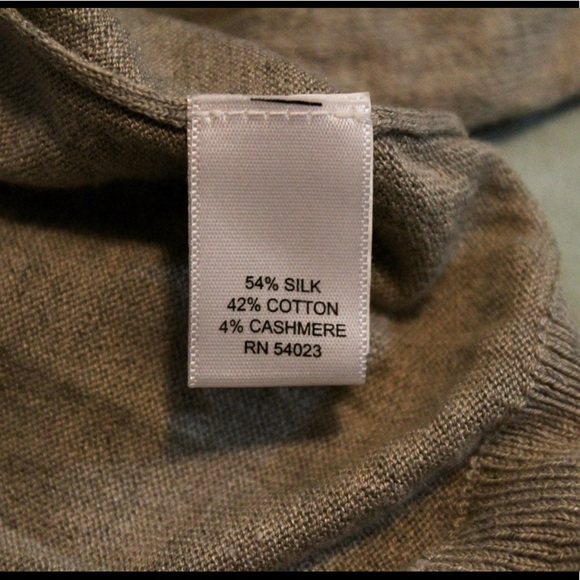 54% SILK
42% COTTON
4% CASHMERE
RN 54023